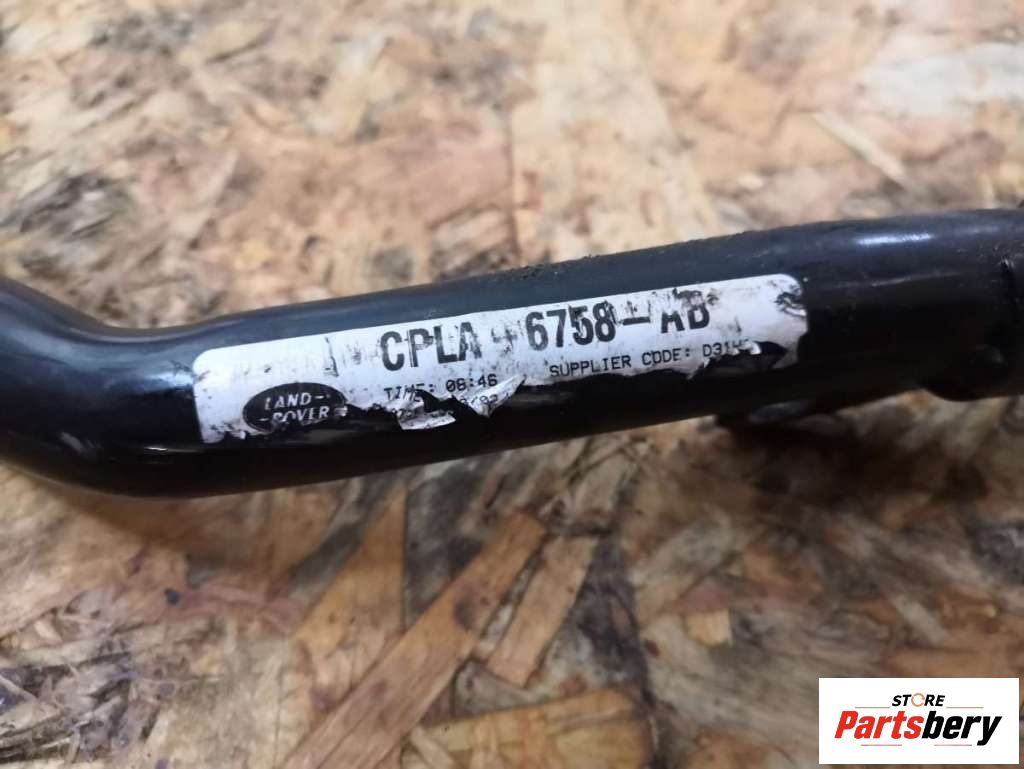 CPLA - 6758-AB
TIME: 08:46
SUPPLIER CODE:
LAND-
-ROVER
STORE
Partsbery